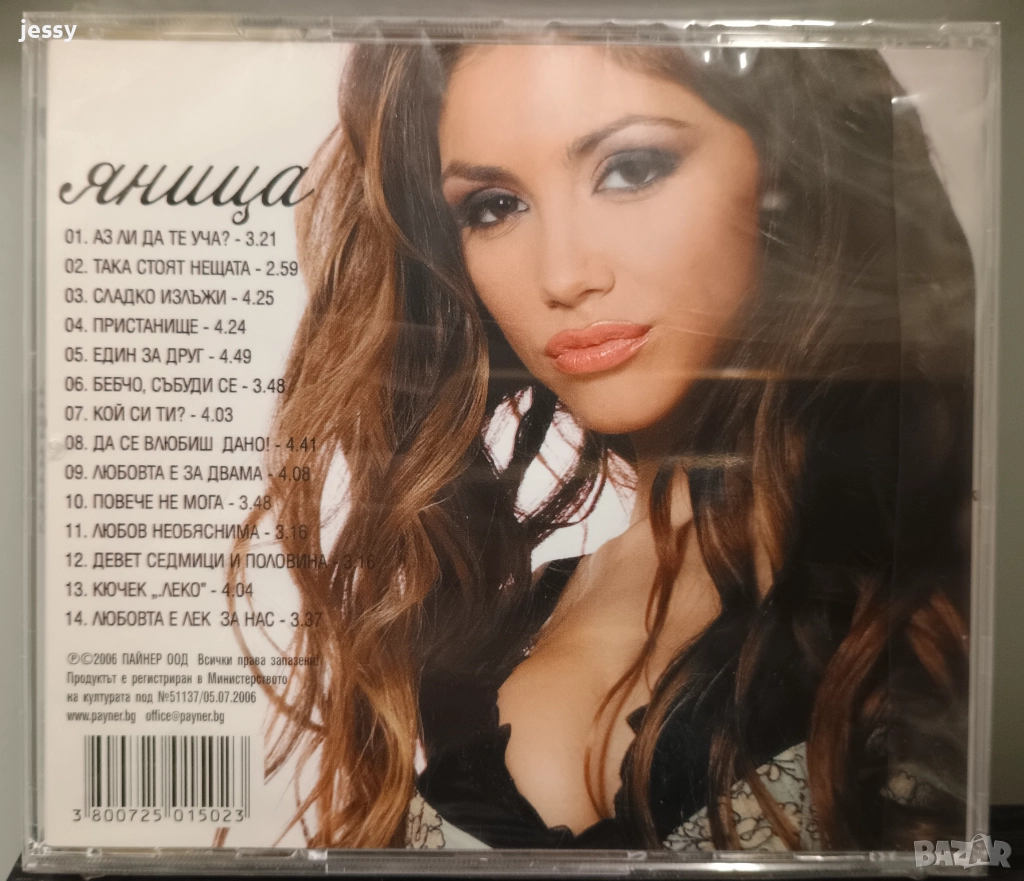 jessy
яница
01. АЗ ЛИ ДА ТЕ УЧА? - 3.21
02. ТАКА СТОЯТ НЕЩАТА - 2.59
03. СЛАДКО ИЗЛЪЖИ - 4.25
04. ПРИСТАНИЩЕ - 4.24
05. ЕДИН ЗА ДРУГ - 4.49
06. БЕБЧО, СЪБУДИ СЕ - 3.48
07. КОЙ СИ ТИ? - 4.03
08. ДА СЕ ВЛЮБИШ ДАНО! - 4.41
09. ЛЮБОВТА Е ЗА ДВАМА - 4.08
10. ПОВЕЧЕ НЕ МОГА - 3.48
11. ЛЮБОВ НЕОБЯСНИМА - 3.16
12. ДЕВЕТ СЕДМИЦИ И ПОЛОВИНА - 3.16
13. КЮЧЕК „ЛЕКО" - 4.04
14. ЛЮБОВТА Е ЛЕК ЗА НАС - 3.37
℗©2006 ПАЙНЕР ООД Всички права запазени!
Продуктът е регистриран в Министерството
на културата под №51137/05.07.2006
www.payner.bg office@payner.bg
3 800725 015023
BAZAR